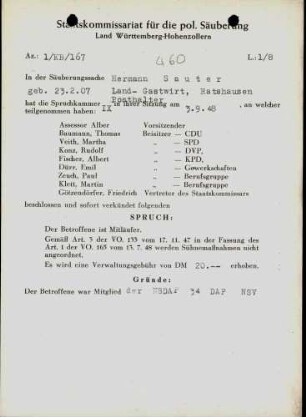 Staatskommissariat für die pol. Säuberung
Land Württemberg-Hohenzollern
Az.: 1/KB/167
460
L:1/8
In der Säuberungssache Hermann Sauter
geb. 23.2.07 Land- Gastwirt, Ratshausen
Posthalter
hat die Spruchkammer IX in ihrer Sitzung am 3.9.48, an welcher
teilgenommen haben:
Assessor Alber Vorsitzender
Baumann, Thomas Beisitzer — CDU
Veith, Martha „ — SPD
Konz, Rudolf „ — DVP,
Fischer, Albert „ — KPD,
Dürr, Emil „ — Gewerkschaften
Zeuch, Paul „ — Berufsgruppe
Klett, Martin „ — Berufsgruppe
Götzendörfer, Friedrich Vertreter des Staatskommissars
beschlossen und sofort verkündet folgenden
SPRUCH:
Der Betroffene ist Mitläufer.
Gemäß Art. 3 der VO. 133 vom 17. 11. 47 in der Fassung des
Art. 1 der VO. 165 vom 13. 7. 48 werden Sühnemaßnahmen nicht
angeordnet.
Es wird eine Verwaltungsgebühr von DM 20.-- erhoben.
Gründe:
Der Betroffene war Mitglied der NSDAP 34 DAF NSV